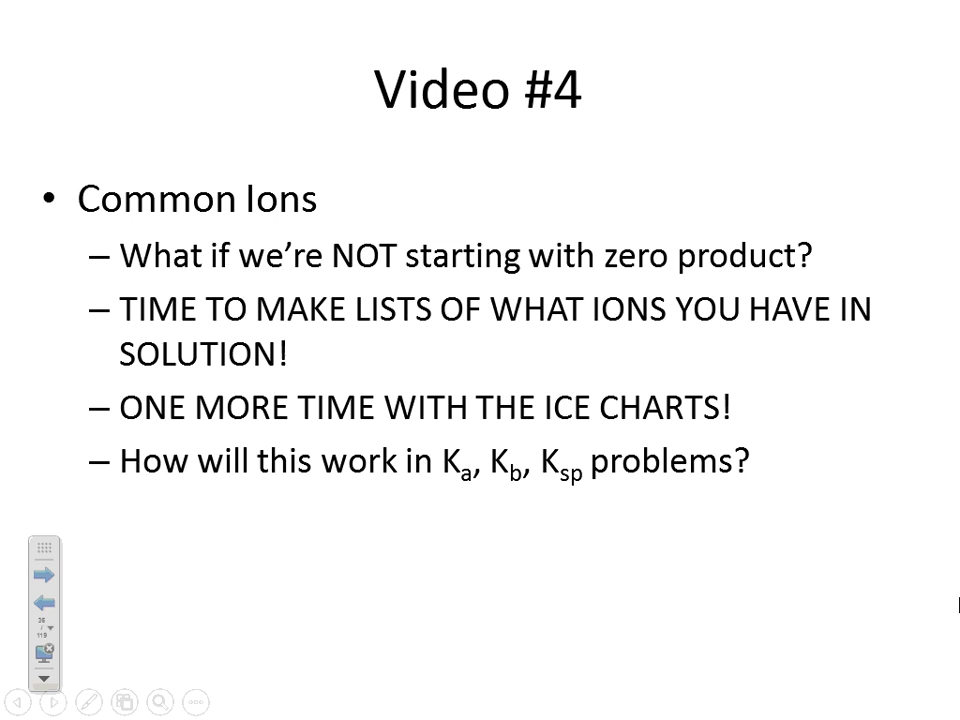 Video #4
• Common Ions
– What if we’re NOT starting with zero product?
– TIME TO MAKE LISTS OF WHAT IONS YOU HAVE IN
SOLUTION!
– ONE MORE TIME WITH THE ICE CHARTS!
– How will this work in Ka, Kb, Ksp problems?
36
/
119